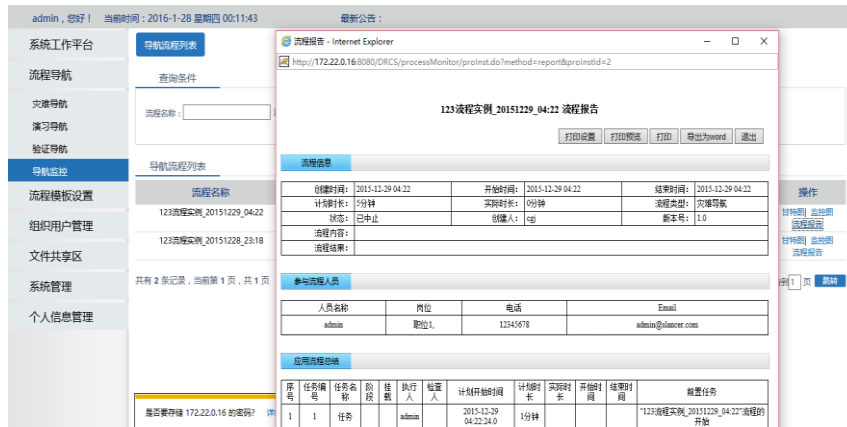 admin，您好！ 当前时间：2016-1-28 星期四 00:11:43 最新公告：
系统工作平台
流程导航
灾难导航
演习导航
验证导航
导航监控
流程模板设置
组织用户管理
文件共享区
系统管理
个人信息管理
导航流程列表
查询条件
流程名称：
导航流程列表
流程名称
操作
123流程实例_20151229_04:22
甘特图| 监控图
流程报告
123流程实例_20151228_23:18
甘特图| 监控图
流程报告
共有 2 条记录，当前第 1 页，共 1 页
到 1 页 跳转
是否要存储 172.22.0.16 的密码?
流程报告 - Internet Explorer
http://172.22.0.16:8080/DRCS/processMonitor/proInst.do?method=report&proInstId=2
123流程实例_20151229_04:22 流程报告
打印设置 打印预览 打印 导出为word 退出
流程信息
创建时间： 2015-12-29 04:22 开始时间： 2015-12-29 04:22 结束时间： 2015-12-29 04:22
计划时长： 5分钟 实际时长： 0分钟 流程类型： 灾难导航
状态： 已中止 创建人： cgj 版本号： 1.0
流程内容：
流程结果：
参与流程人员
人员名称 岗位 电话 Email
admin 职位1, 12345678 admin@slancer.com
应用流程总结
序号 任务编号 任务名称 阶段 挂载 执行人 检查人 计划开始时间 计划时长 实际时长 开始时间 结束时间 前置任务
1 1 任务 admin 2015-12-29 04:22:24.0 1分钟 "123流程实例_20151229_04:22"流程的开始